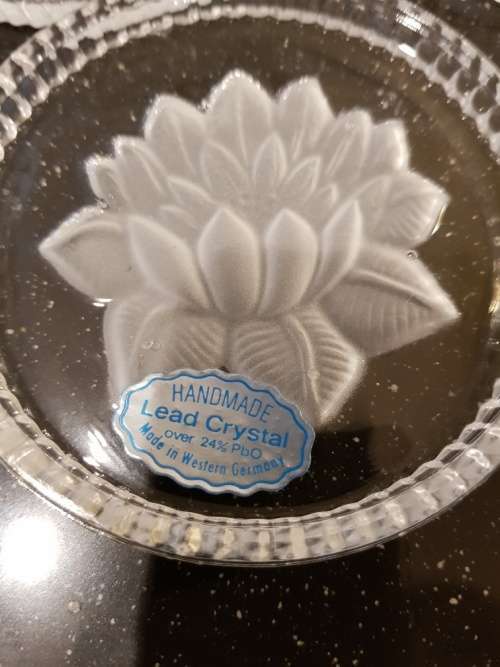 HANDMADE
Lead Crystal
over 24% PbO
Made in Western Germany